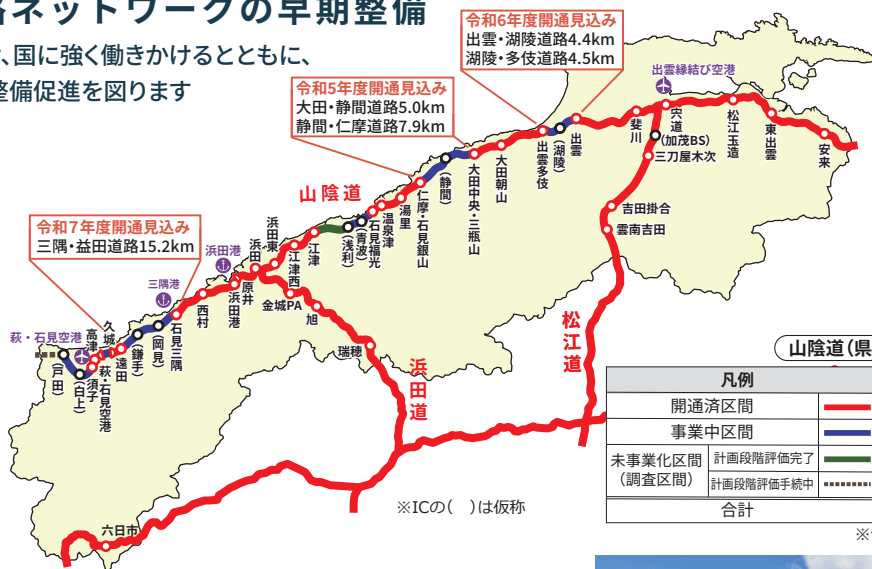 ネットワークの早期整備
、国に強く働きかけるとともに、
整備促進を図ります
令和6年度開通見込み
出雲・湖陵道路4.4km
湖陵・多伎道路4.5km
令和5年度開通見込み
大田・静間道路5.0km
静間・仁摩道路7.9km
令和7年度開通見込み
三隅・益田道路15.2km
出雲縁結び空港
山陰道
浜田港
三隅港
萩・石見空港
安来
東出雲
松江玉造
宍道
(加茂BS)
三刀屋木次
吉田掛合
雲南吉田
斐川
出雲
(湖陵)
出雲多伎
大田朝山
大田中央・三瓶山
(静間)
仁摩・石見銀山
湯里
温泉津
石見福光
(青波)
(浅利)
江津
江津西
浜田東
浜田
原井
浜田港
西村
石見三隅
(岡見)
(鎌手)
遠田
久城
高津
萩・石見空港
須子
(白上)
(戸田)
金城PA
旭
瑞穂
浜田道
松江道
六日市
※ICの( )は仮称
山陰道(県
凡例
開通済区間
事業中区間
未事業化区間
(調査区間)
計画段階評価完了
計画段階評価手続中
合計